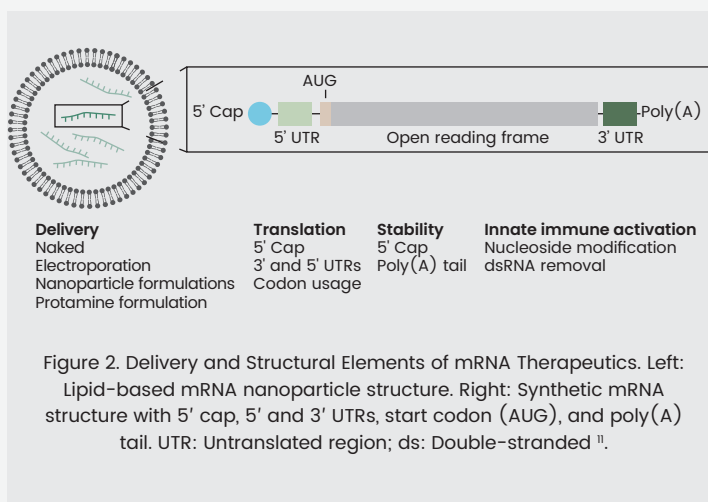 AUG
5' Cap
Poly(A)
5' UTR
Open reading frame
3' UTR
Delivery
Naked
Electroporation
Nanoparticle formulations
Protamine formulation
Translation
5' Cap
3' and 5' UTRs
Codon usage
Stability
5' Cap
Poly(A) tail
Innate immune activation
Nucleoside modification
dsRNA removal
Figure 2. Delivery and Structural Elements of mRNA Therapeutics. Left:
Lipid-based mRNA nanoparticle structure. Right: Synthetic mRNA
structure with 5′ cap, 5′ and 3′ UTRs, start codon (AUG), and poly(A)
tail. UTR: Untranslated region; ds: Double-stranded ¹¹.